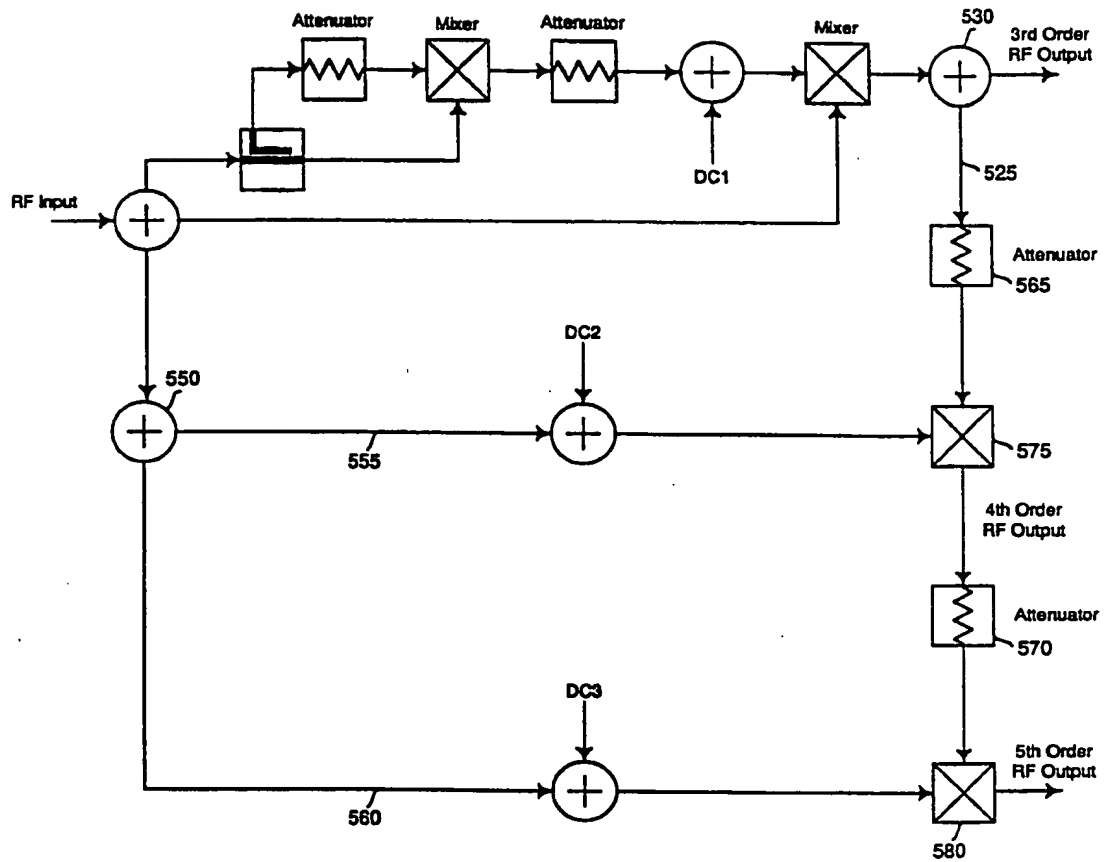 Attenuator
Mixer
Attenuator
Mixer
530
3rd Order
RF Output
525
DC1
RF Input
Attenuator
565
DC2
550
555
575
4th Order
RF Output
Attenuator
570
DC3
5th Order
RF Output
560
580